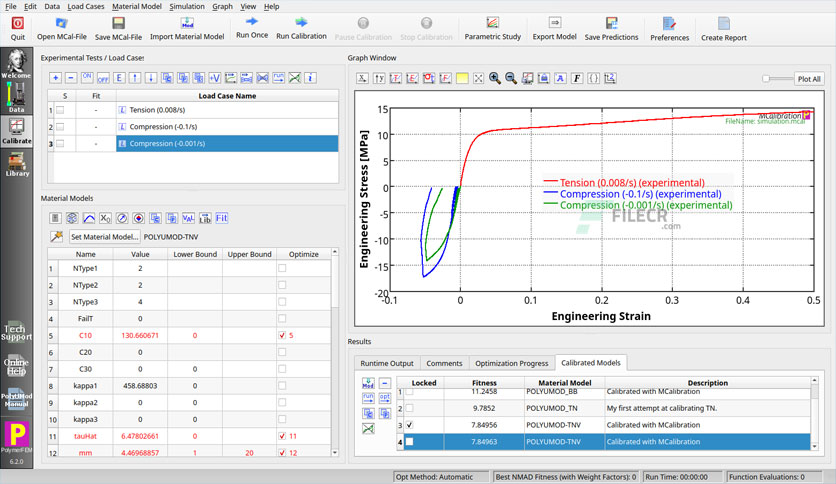 File Edit Run Data Load Cases Material Model Simulation Graph View Help
Quit Open MCal-File Save MCal-File Import Material Model Run Once Run Calibration Pause Calibration Stop Calibration Parametric Study Export Model Save Predictions Preferences Create Report
Welcome
Data
Calibrate
Library
Tech Support
Online Help
PolyUMod Manual
PolymerFEM
6.2.0
Experimental Tests / Load Case:
S Fit Load Case Name
1 - Tension (0.008/s)
2 - Compression (-0.1/s)
3 - Compression (-0.001/s)
Material Models
Set Material Model... POLYUMOD-TNV
Name Value Lower Bound Upper Bound Optimize
1 NType1 2
2 NType2 2
3 NType3 4
4 FailT 0
5 C10 130.660671 0 5
6 C20 0
7 C30 0 0
8 kappa1 458.68803 0
9 kappa2 0 0
10 kappa3 0 0
11 tauHat 6.47802661 0 11
12 mm 4.46968857 1 20 12
Graph Window
Plot All
Engineering Stress [MPa]
15
10
5
0
-5
-10
-15
-20
-0.1 0 0.1 0.2 0.3 0.4 0.5
Engineering Strain
MCalibration
FileName: simulation.mcal
Tension (0.008/s) (experimental)
Compression (-0.1/s) (experimental)
Compression (-0.001/s) (experimental)
FILECR
.com
Results
Runtime Output Comments Optimization Progress Calibrated Models
Locked Fitness Material Model Description
1 11.2458 POLYUMOD_BB Calibrated with MCalibration
2 9.7852 POLYUMOD_TN My first attempt at calibrating TN.
3 7.84956 POLYUMOD-TNV Calibrated with MCalibration
4 7.84963 POLYUMOD-TNV Calibrated with MCalibration
Opt Method: Automatic Best NMAD Fitness (with Weight Factors): 0 Run Time: 00:00:00 Function Evaluations: 0